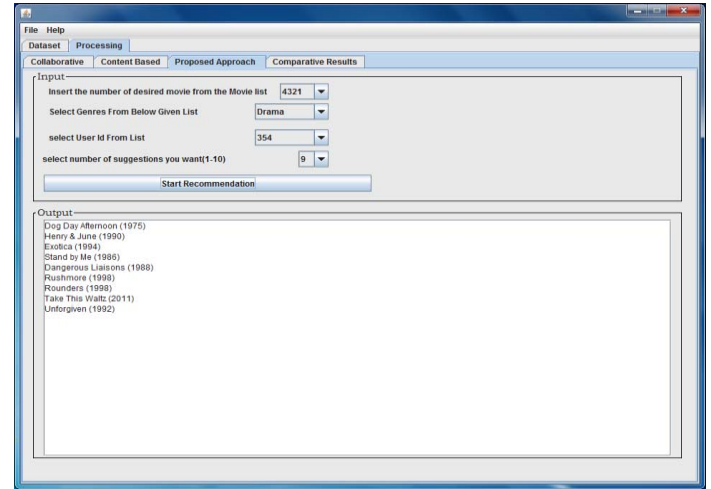 File Help
Dataset Processing
Collaborative Content Based Proposed Approach Comparative Results
Input
Insert the number of desired movie from the Movie list 4321
Select Genres From Below Given List Drama
select User Id From List 354
select number of suggestions you want(1-10) 9
Start Recommendation
Output
Dog Day Afternoon (1975)
Henry & June (1990)
Exotica (1994)
Stand by Me (1986)
Dangerous Liaisons (1988)
Rushmore (1998)
Rounders (1998)
Take This Waltz (2011)
Unforgiven (1992)